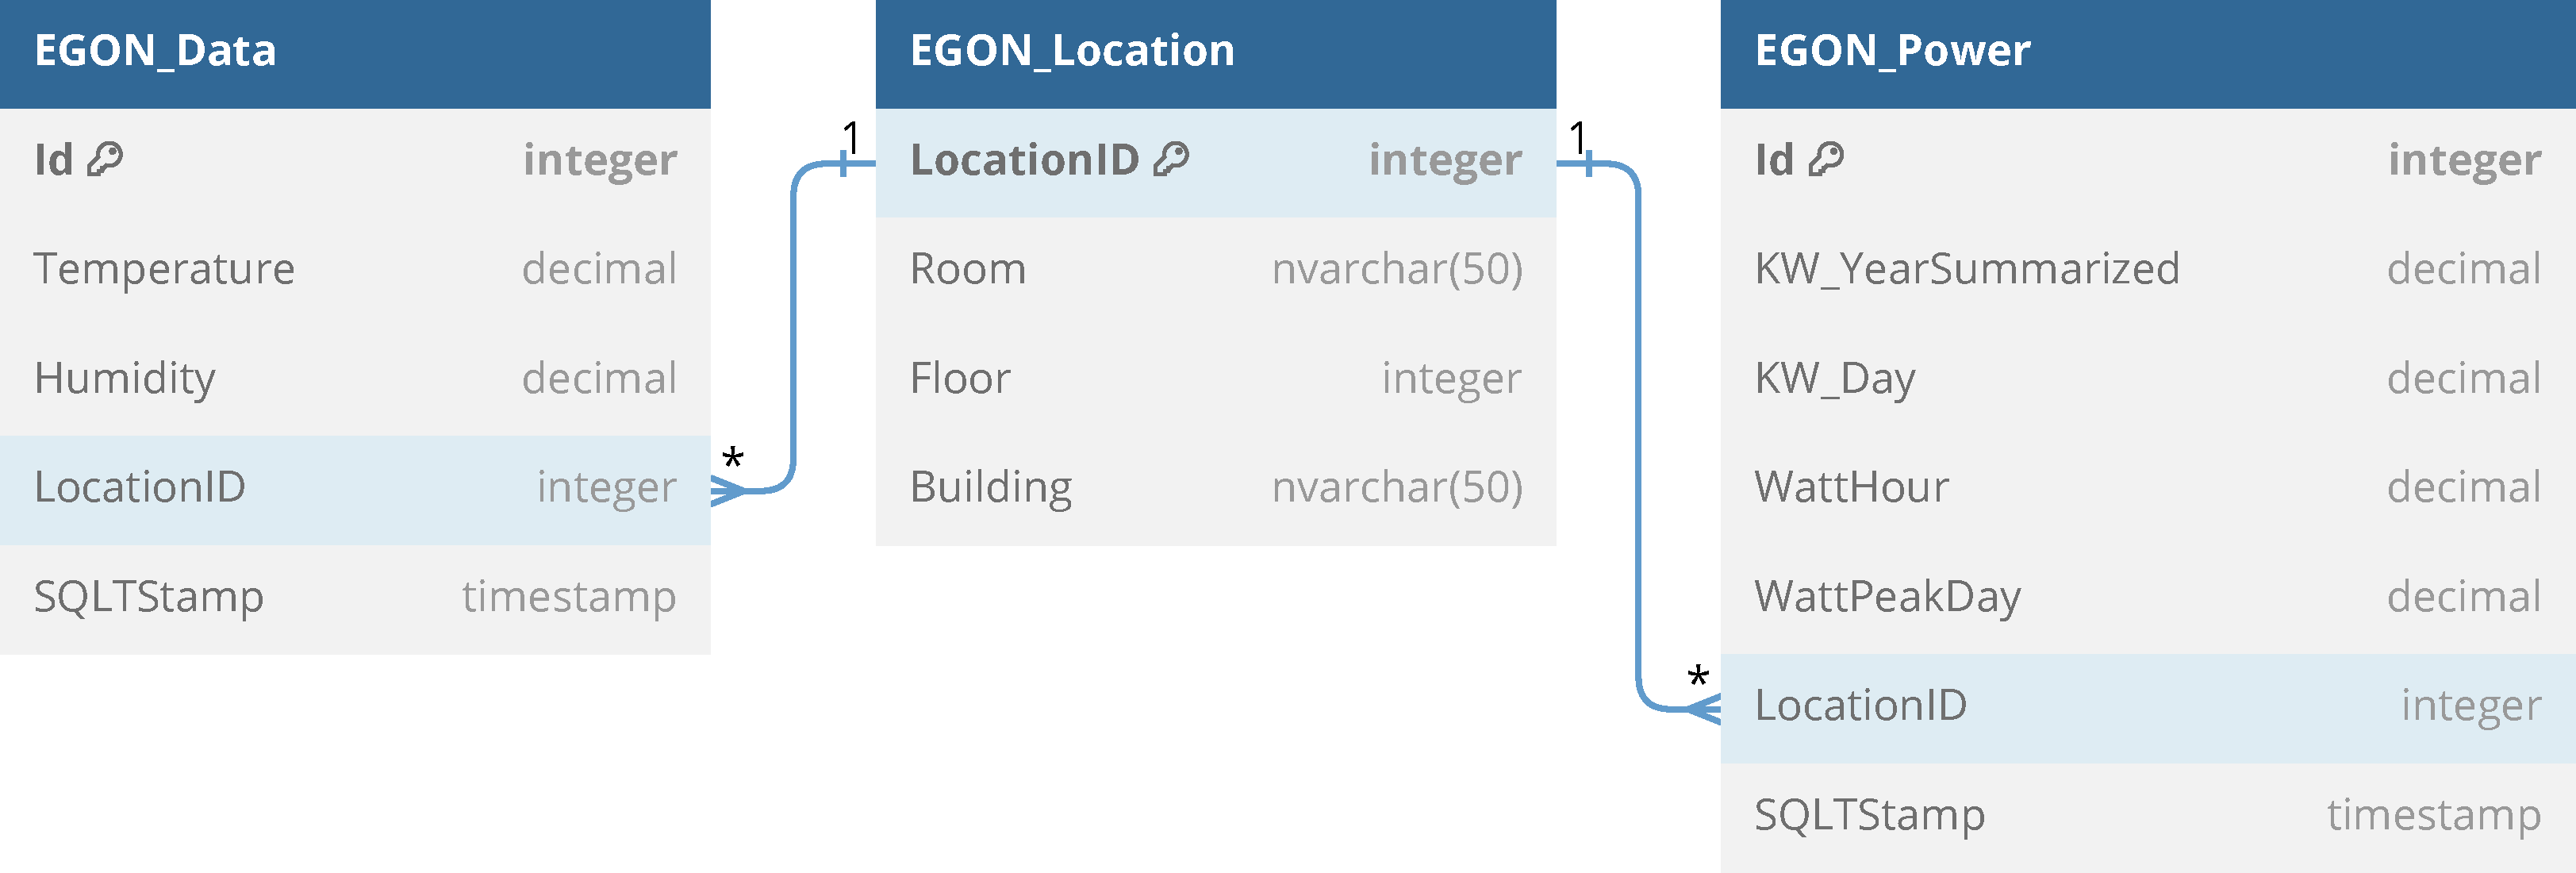 EGON_Data
Id integer
Temperature decimal
Humidity decimal
LocationID integer
SQLTStamp timestamp
*
1
EGON_Location
LocationID integer
Room nvarchar(50)
Floor integer
Building nvarchar(50)
1
*
EGON_Power
Id integer
KW_YearSummarized decimal
KW_Day decimal
WattHour decimal
WattPeakDay decimal
LocationID integer
SQLTStamp timestamp